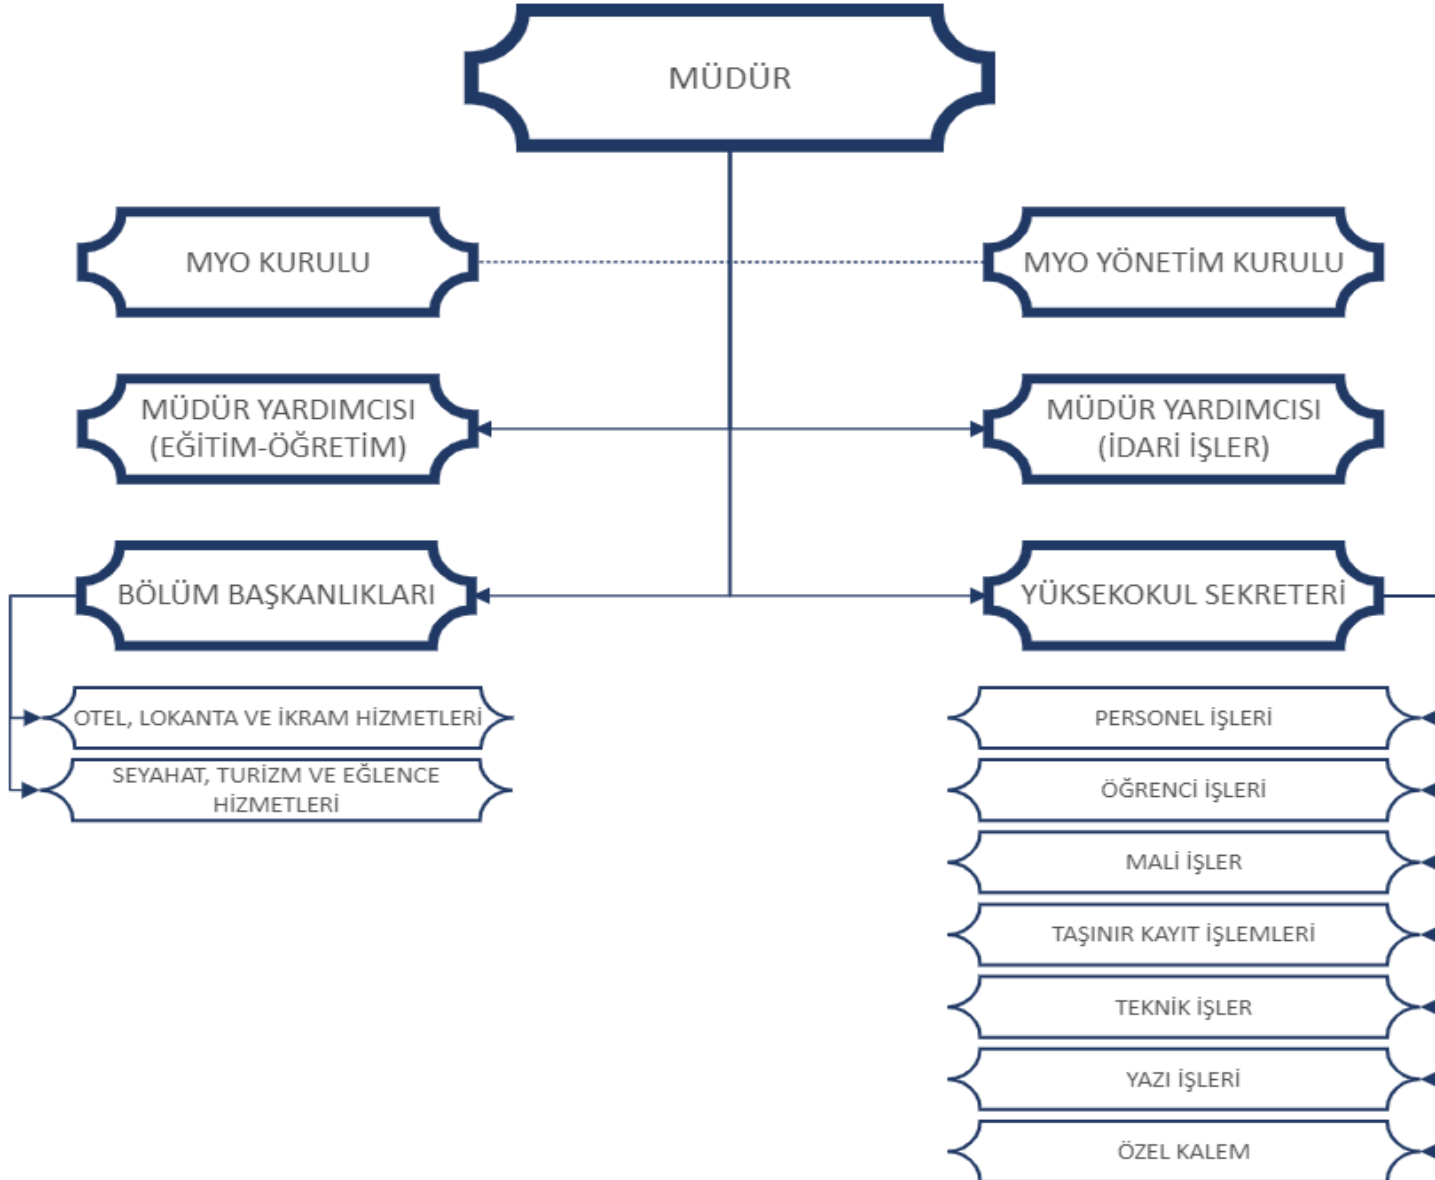 MÜDÜR
MYO KURULU
MYO YÖNETİM KURULU
MÜDÜR YARDIMCISI
(EĞİTİM-ÖĞRETİM)
MÜDÜR YARDIMCISI
(İDARİ İŞLER)
BÖLÜM BAŞKANLIKLARI
YÜKSEKOKUL SEKRETERİ
OTEL, LOKANTA VE İKRAM HİZMETLERİ
SEYAHAT, TURİZM VE EĞLENCE
HİZMETLERİ
PERSONEL İŞLERİ
ÖĞRENCİ İŞLERİ
MALİ İŞLER
TAŞINIR KAYIT İŞLEMLERİ
TEKNİK İŞLER
YAZI İŞLERİ
ÖZEL KALEM